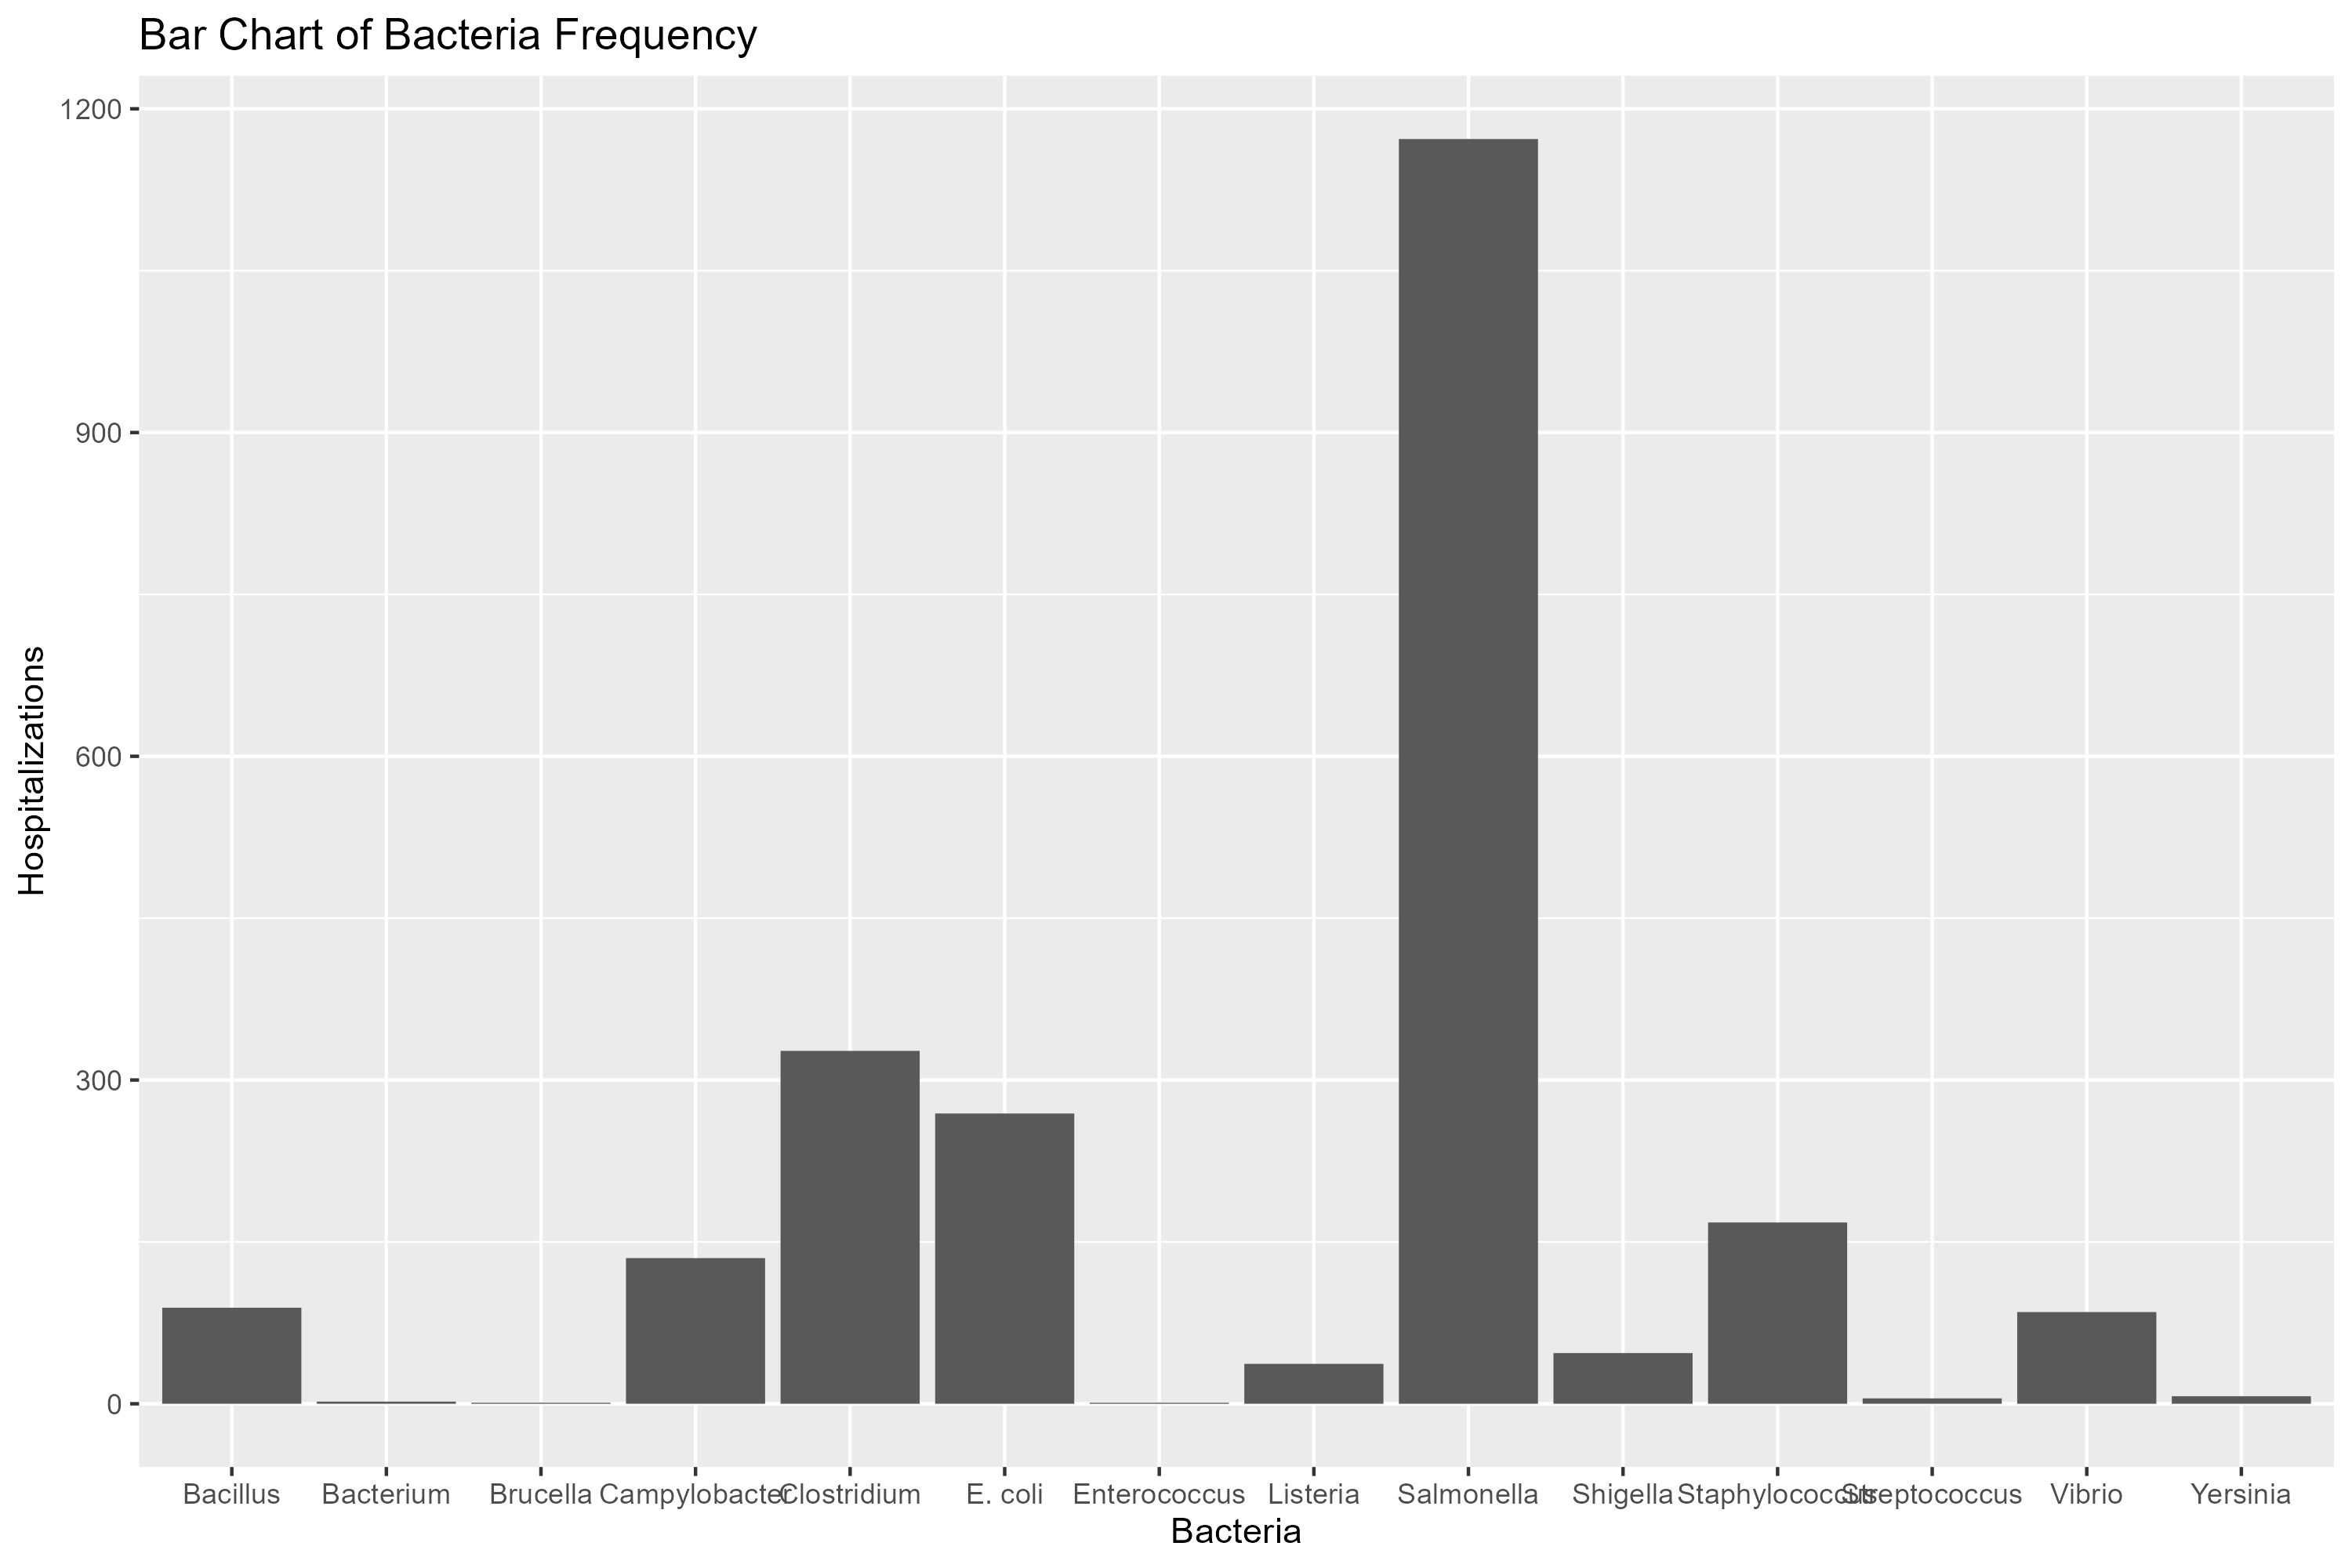 Bar Chart of Bacteria Frequency
1200
900
600
300
0
Hospitalizations
Bacillus Bacterium Brucella Campylobacter Clostridium E. coli Enterococcus Listeria Salmonella Shigella Staphylococcus Streptococcus Vibrio Yersinia
Bacteria